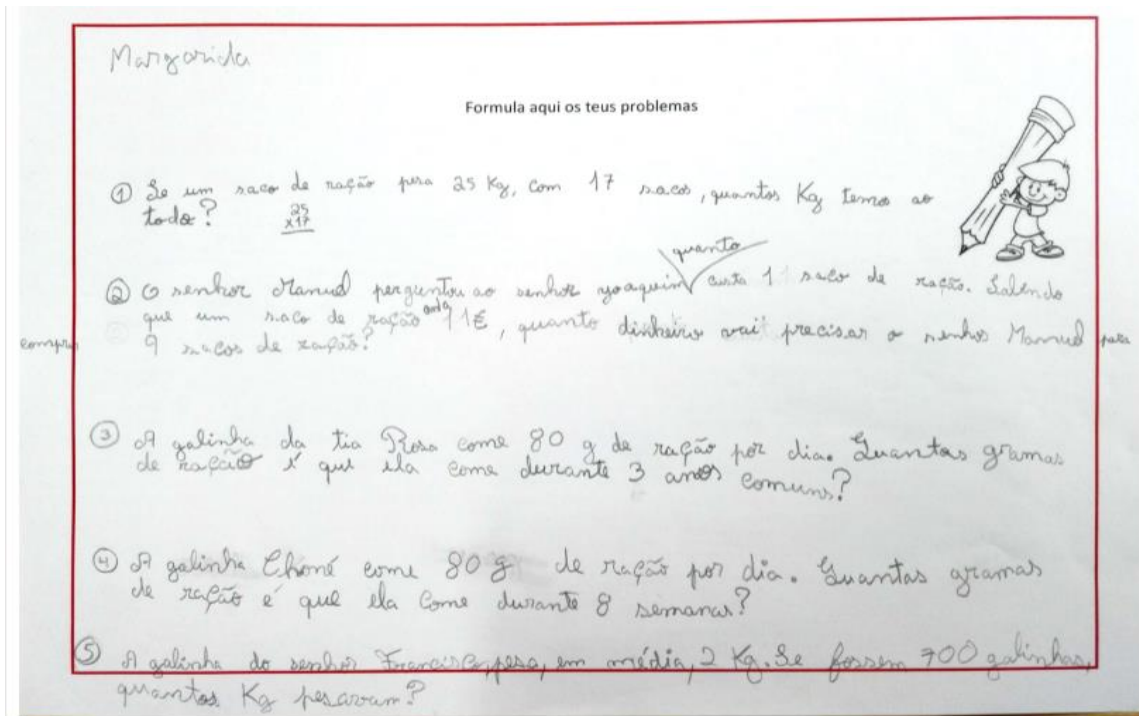 Margarida
Formula aqui os teus problemas
① Se um saco de ração pesa 25 Kg, com 17 sacos, quantos Kg temos ao
todo?
25
x17
quanto
② O senhor Manuel perguntou ao senhor yoaquin custa 1 saco de ração. Sabendo
que um saco de ração 11€, quanto dinheiro vai precisar o senhor Manuel para
compra 9 sacos de ração?
③ A galinha da tia Rosa come 80 g de ração por dia. Quantas gramas
de ração é que ela come durante 3 anos comuns?
④ A galinha Choné come 80 g de ração por dia. Quantas gramas
de ração é que ela come durante 8 semanas?
⑤ A galinha do senhor Francisco, pesa, em média, 2 Kg. Se fossem 700 galinhas,
quantos Kg pesavam?